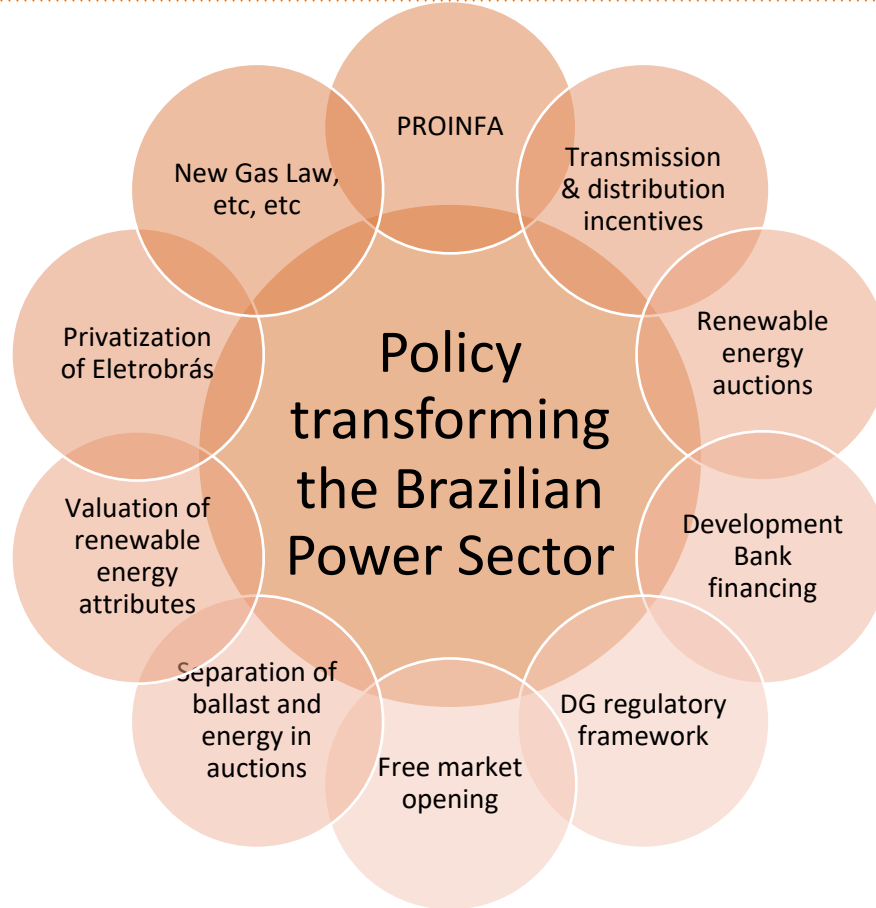 PROINFA
Transmission
& distribution
incentives
Renewable
energy
auctions
Development
Bank
financing
DG regulatory
framework
Free market
opening
Separation of
ballast and
energy in
auctions
Valuation of
renewable
energy
attributes
Privatization
of Eletrobrás
New Gas Law,
etc, etc
Policy
transforming
the Brazilian
Power Sector